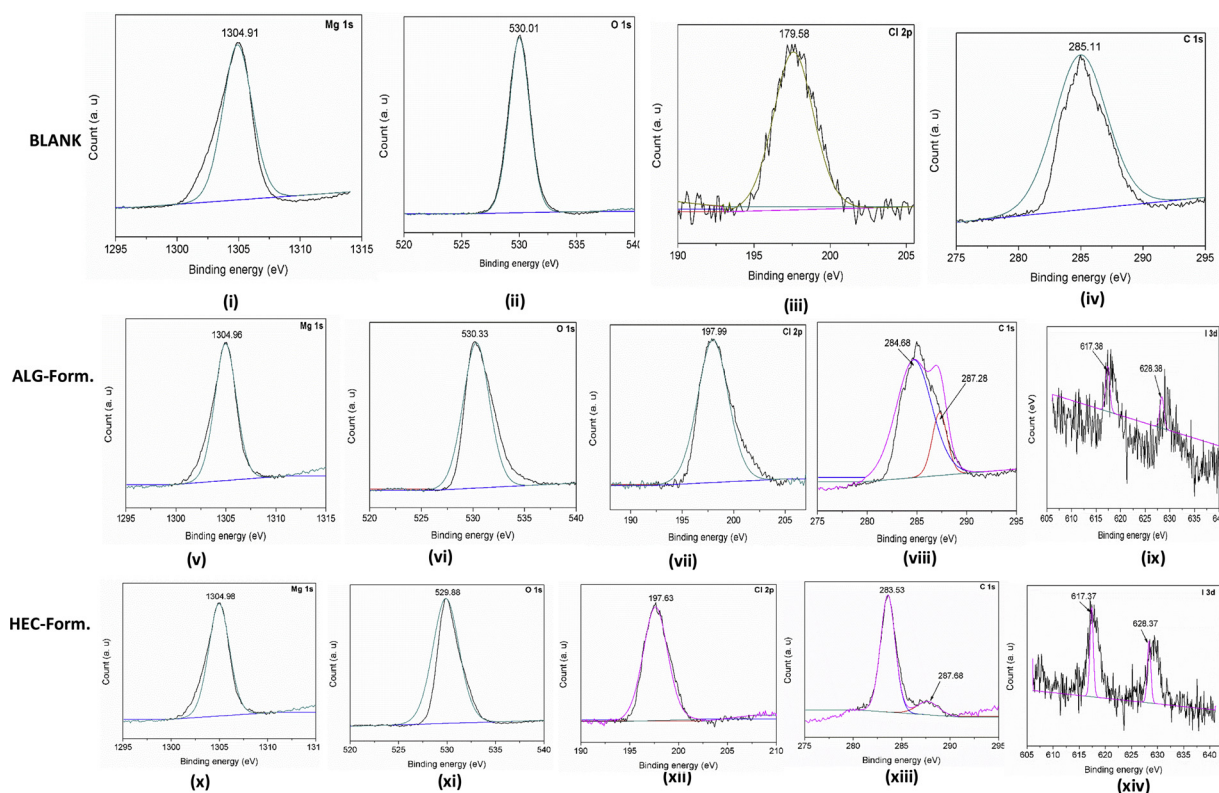 BLANK
Mg 1s
1304.91
Count (a. u)
1295 1300 1305 1310 1315
Binding energy (eV)
(i)
O 1s
530.01
Count (a. u)
520 525 530 535 540
Binding energy (eV)
(ii)
Cl 2p
179.58
Count (a. u)
190 195 200 205
Binding energy (eV)
(iii)
C 1s
285.11
Count (a. u)
275 280 285 290 295
Binding energy (eV)
(iv)
ALG-Form.
Mg 1s
1304.96
Count (a. u)
1295 1300 1305 1310 1315
Binding energy (eV)
(v)
O 1s
530.33
Count (a. u)
520 525 530 535 540
Binding energy (eV)
(vi)
Cl 2p
197.99
Count (a. u)
190 195 200 205
Binding energy (eV)
(vii)
C 1s
284.68
287.28
Count (a. u)
275 280 285 290 295
Binding energy (eV)
(viii)
I 3d
617.38
628.38
Count (eV)
605 610 615 620 625 630 635 64
Binding energy (eV)
(ix)
HEC-Form.
Mg 1s
1304.98
Count (a. u)
1295 1300 1305 1310 1315
Binding energy (eV)
(x)
O 1s
529.88
Count (a. u)
520 525 530 535 540
Binding energy (eV)
(xi)
Cl 2p
197.63
Count (a. u)
190 195 200 205 210
Binding energy (eV)
(xii)
C 1s
283.53
287.68
Count (a. u)
275 280 285 290 295
Binding energy (eV)
(xiii)
I 3d
617.37
628.37
Count (a. u)
605 610 615 620 625 630 635 640
Binding energy (eV)
(xiv)